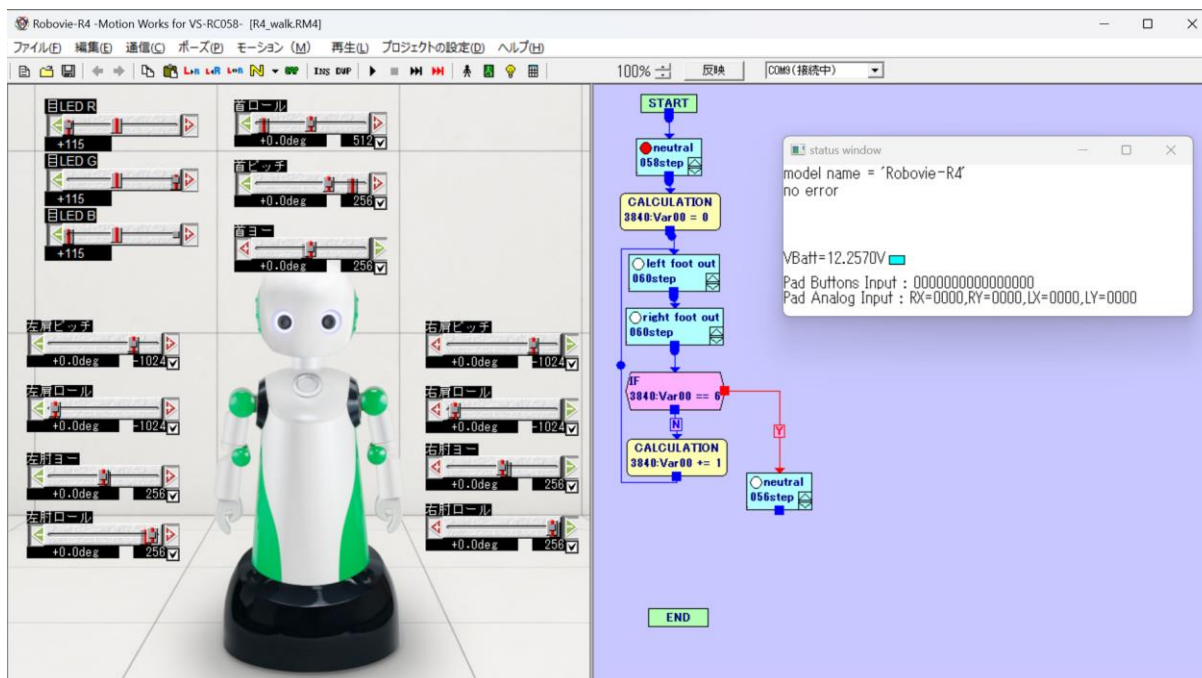 Robovie-R4 -Motion Works for VS-RC058- [R4_walk.RM4]
ファイル(F) 編集(E) 通信(C) ポーズ(P) モーション (M) 再生(L) プロジェクトの設定(D) ヘルプ(H)
INS DUP
100% 反映 COM9(接続中)
目LED R
+115
目LED G
+115
目LED B
+115
首ロール
+0.0deg 512
首ピッチ
+0.0deg 256
首ヨー
+0.0deg 256
左肩ピッチ
+0.0deg -1024
左肩ロール
+0.0deg -1024
左肘ヨー
+0.0deg 256
左肘ロール
+0.0deg 256
右肩ピッチ
+0.0deg -1024
右肩ロール
+0.0deg -1024
右肘ヨー
+0.0deg 256
右肘ロール
+0.0deg 256
START
neutral
058step
CALCULATION
3840:Var00 = 0
left foot out
060step
right foot out
060step
IF
3840:Var00 == 6
N
Y
CALCULATION
3840:Var00 += 1
neutral
056step
END
status window
model name = 'Robovie-R4'
no error
VBatt=12.2570V
Pad Buttons Input : 0000000000000000
Pad Analog Input : RX=0000,RY=0000,LX=0000,LY=0000